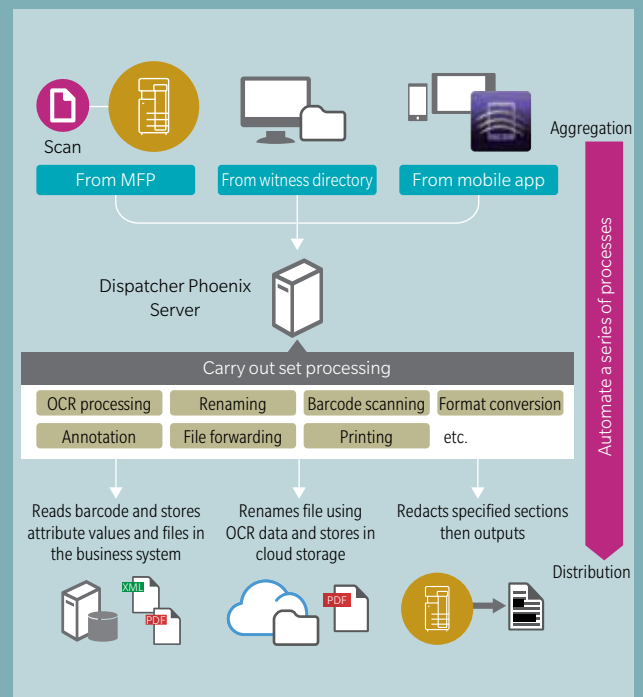 Scan
Aggregation
From MFP
From witness directory
From mobile app
Automate a series of processes
Dispatcher Phoenix
Server
Carry out set processing
OCR processing
Renaming
Barcode scanning
Format conversion
Annotation
File forwarding
Printing
etc.
Reads barcode and stores
attribute values and files in
the business system
Renames file using
OCR data and stores in
cloud storage
Redacts specified sections
then outputs
Distribution
XML
PDF
PDF